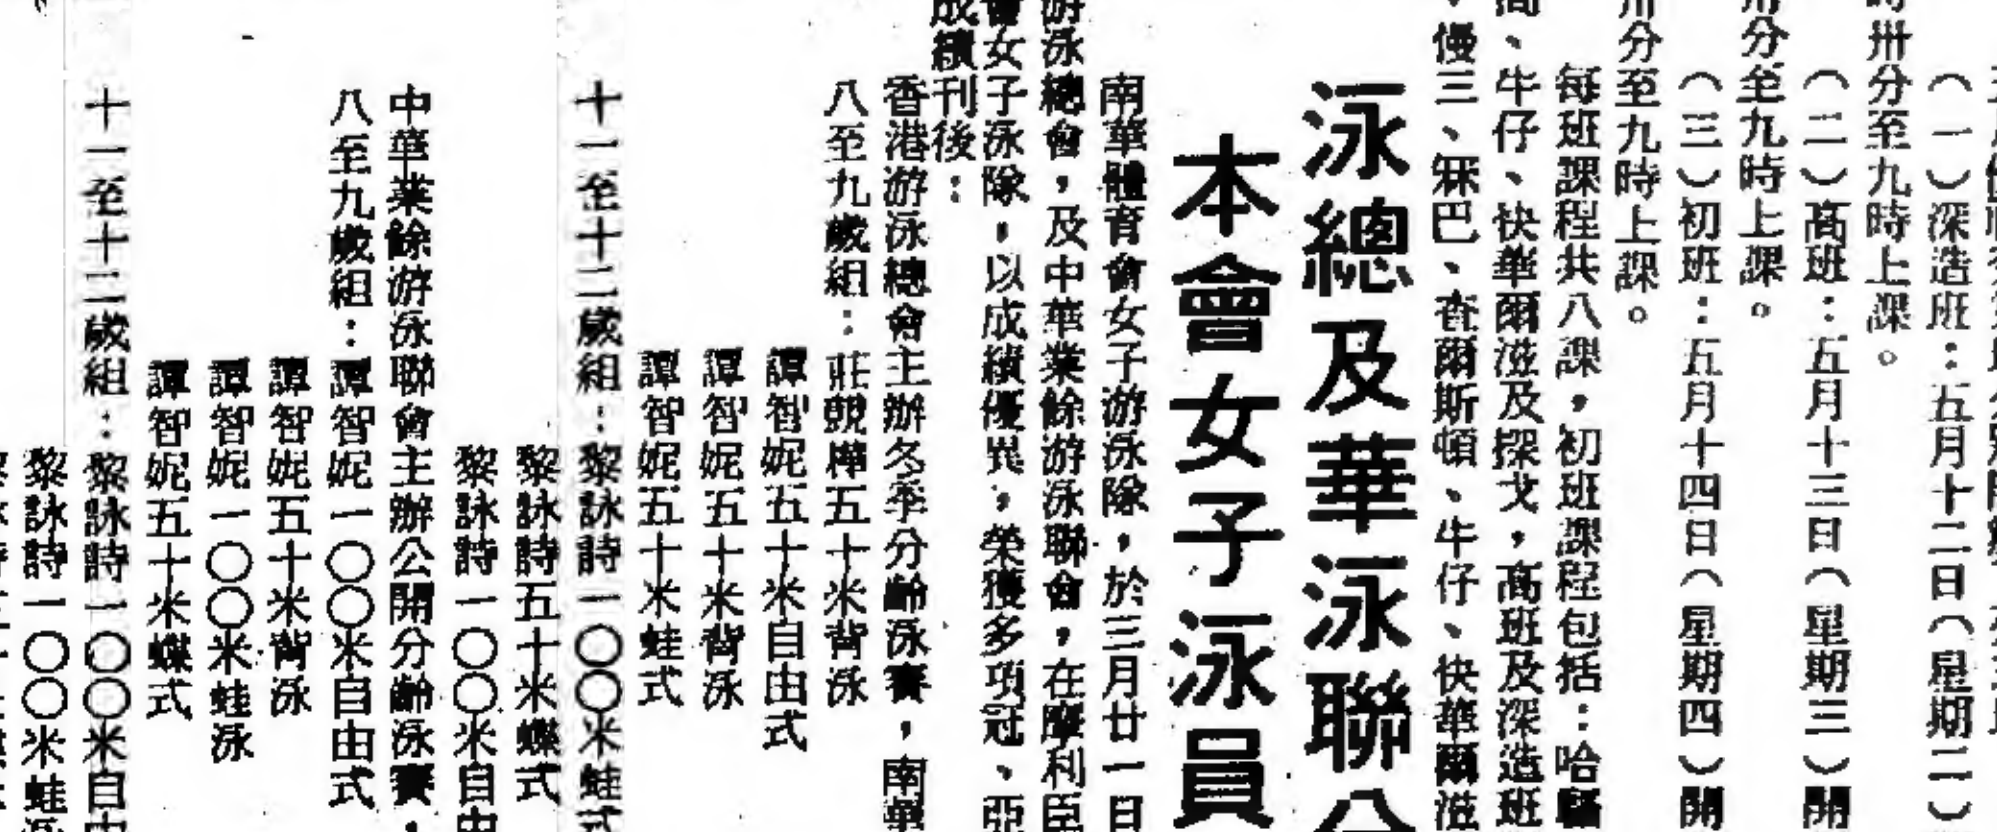 （一）深造班：五月十二日（星期二）
時卅分至九時上課。
（二）高班：五月十三日（星期三）開
卅分至九時上課。
（三）初班：五月十四日（星期四）開
卅分至九時上課。
每班課程共八課，初班課程包括：哈
、牛仔、快華爾滋及探戈，高班及深造班
、慢三、冧巴、查爾斯頓、牛仔、快華爾滋
泳總及華泳聯分
本會女子泳員
南華體育會女子游泳隊，於三月廿一日
游泳總會，及中華業餘游泳聯會，在摩利臣
會女子泳隊，以成績優異，榮獲多項冠、亞
成績刊後：
香港游泳總會主辦冬季分齡泳賽，南華
八至九歲組：莊競樺五十米背泳
譚智妮五十米自由式
譚智妮五十米背泳
譚智妮五十米蛙式
十一至十二歲組：黎詠詩一〇〇米蛙式
黎詠詩五十米蝶式
黎詠詩一〇〇米自由
中華業餘游泳聯會主辦公開分齡泳賽，
八至九歲組：譚智妮一〇〇米自由式
譚智妮五十米背泳
譚智妮一〇〇米蛙泳
譚智妮五十米蝶式
十一至十二歲組：黎詠詩一〇〇米自由
黎詠詩一〇〇米蛙泳